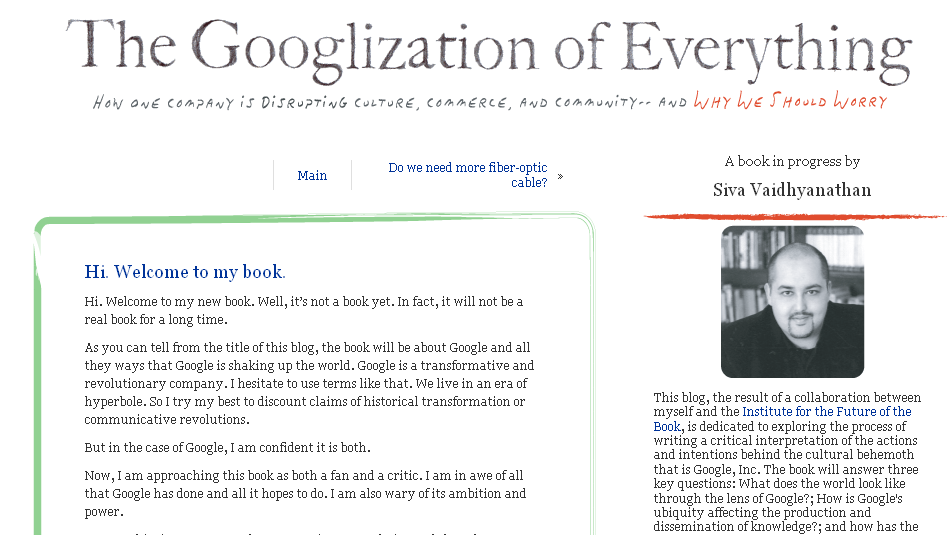 The Googlization of Everything
How one company is disrupting culture, commerce, and community-- and why we should worry
Main
Do we need more fiber-optic
cable? »
Hi. Welcome to my book.
Hi. Welcome to my new book. Well, it's not a book yet. In fact, it will not be a
real book for a long time.
As you can tell from the title of this blog, the book will be about Google and all
they ways that Google is shaking up the world. Google is a transformative and
revolutionary company. I hesitate to use terms like that. We live in an era of
hyperbole. So I try my best to discount claims of historical transformation or
communicative revolutions.
But in the case of Google, I am confident it is both.
Now, I am approaching this book as both a fan and a critic. I am in awe of all
that Google has done and all it hopes to do. I am also wary of its ambition and
power.
A book in progress by
Siva Vaidhyanathan
This blog, the result of a collaboration between
myself and the Institute for the Future of the
Book, is dedicated to exploring the process of
writing a critical interpretation of the actions
and intentions behind the cultural behemoth
that is Google, Inc. The book will answer three
key questions: What does the world look like
through the lens of Google?; How is Google's
ubiquity affecting the production and
dissemination of knowledge?; and how has the